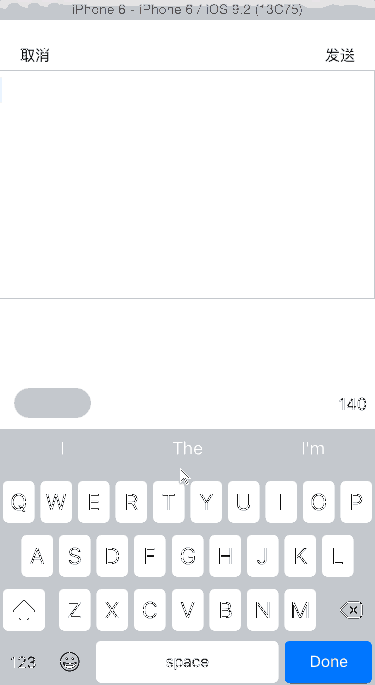 iPhone 6 - iPhone 6 / iOS 9.2 (13C75)
取消 发送
140
I The I'm
Q W E R T Y U I O P
A S D F G H J K L
Z X C V B N M
123 space Done